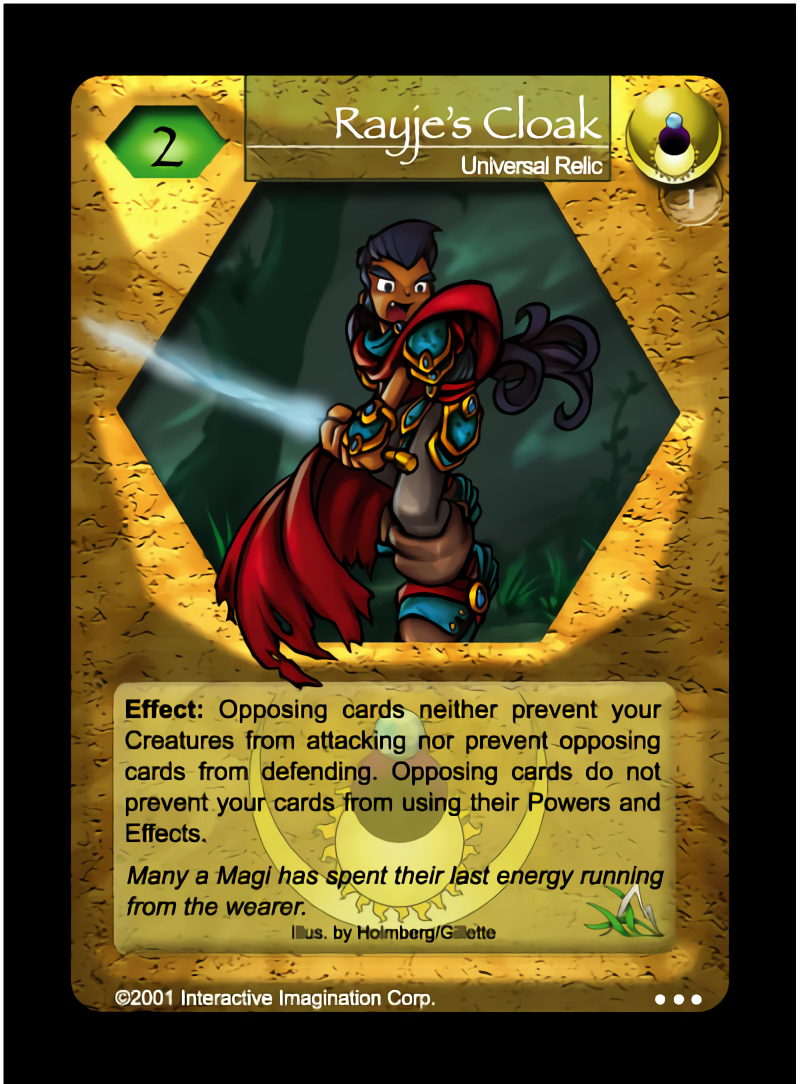 2
Rayje's Cloak
Universal Relic
I
Effect: Opposing cards neither prevent your
Creatures from attacking nor prevent opposing
cards from defending. Opposing cards do not
prevent your cards from using their Powers and
Effects.
Many a Magi has spent their last energy running
from the wearer.
Illus. by Holmberg/Gillette
©2001 Interactive Imagination Corp.